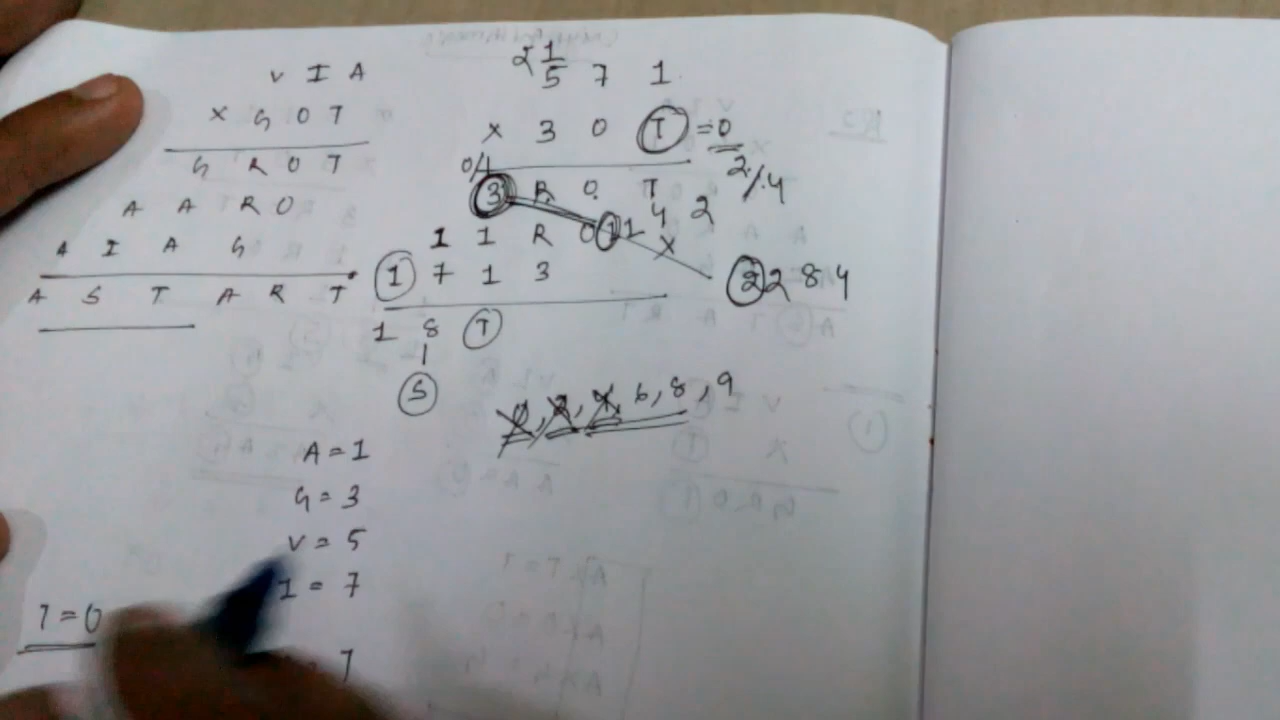 V I A
X G O T
G R O T
A A R O
A I A G
A S T A R T
2 1
5 7 1
X 3 0 T = 0
0/1
2/4
3 R O T
4 2
1 1 R O 1 1
X
1 7 1 3
2 2 8 4
1 8 T
S
0, 2, 4, 6, 8, 9
A = 1
G = 3
V = 5
I = 7
T = 0